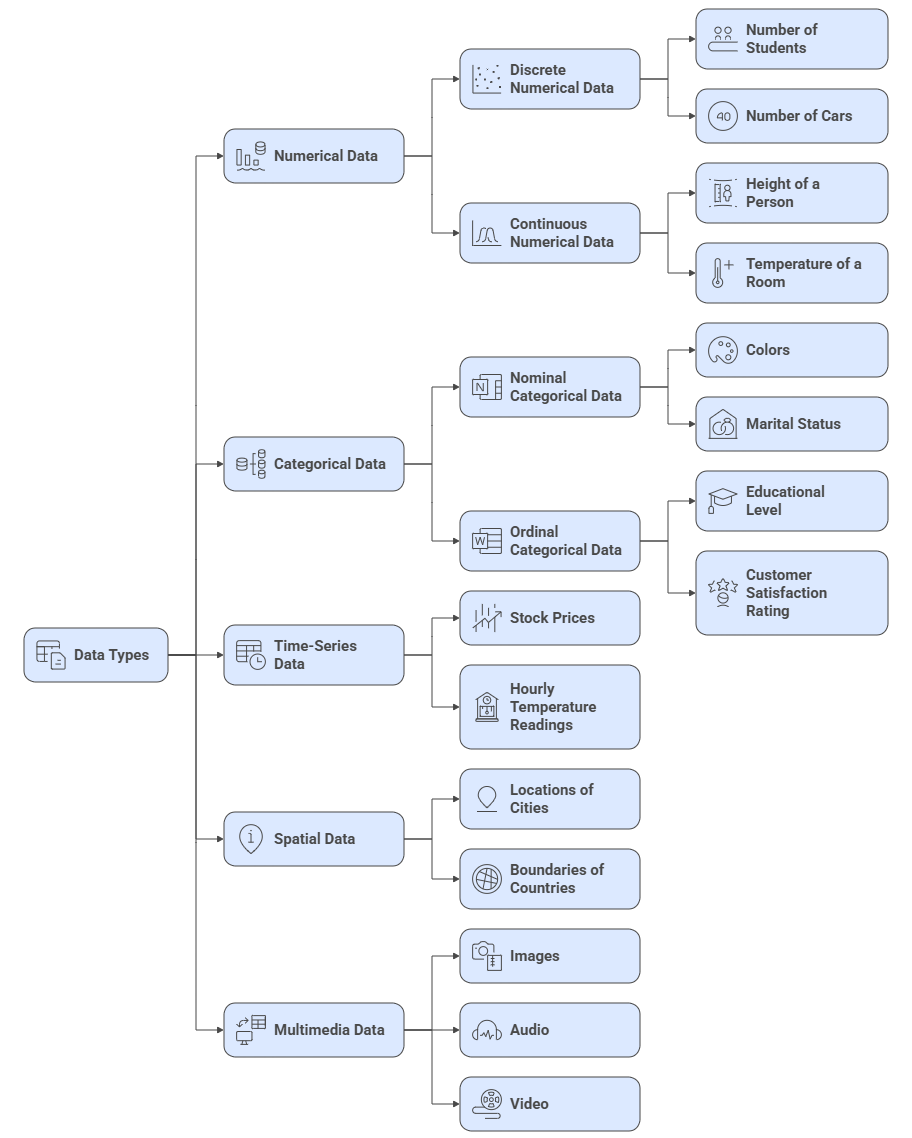 Data Types
Numerical Data
Discrete
Numerical Data
Number of
Students
40
Number of Cars
Continuous
Numerical Data
Height of a
Person
Temperature of a
Room
Categorical Data
N
Nominal
Categorical Data
Colors
Marital Status
W
Ordinal
Categorical Data
Educational
Level
Customer
Satisfaction
Rating
Time-Series
Data
Stock Prices
Hourly
Temperature
Readings
i
Spatial Data
Locations of
Cities
Boundaries of
Countries
Multimedia Data
Images
Audio
Video